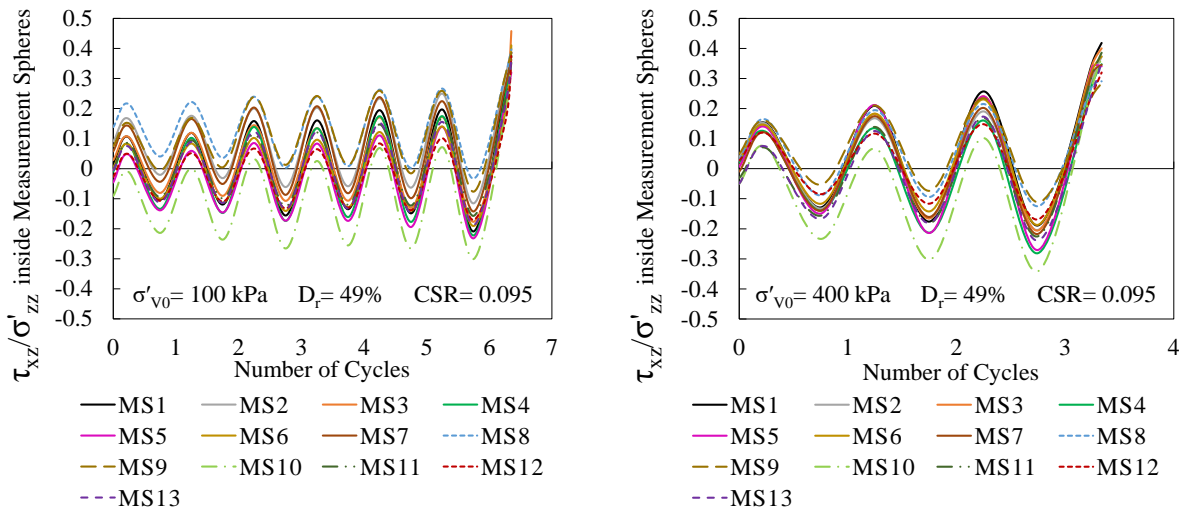 τxz/σ'zz inside Measurement Spheres
0.5
0.4
0.3
0.2
0.1
0
-0.1
-0.2
-0.3
-0.4
-0.5
σ'V0= 100 kPa Dr= 49% CSR= 0.095
0 1 2 3 4 5 6 7
Number of Cycles
MS1 MS2 MS3 MS4
MS5 MS6 MS7 MS8
MS9 MS10 MS11 MS12
MS13
τxz/σ'zz inside Measurement Spheres
0.5
0.4
0.3
0.2
0.1
0
-0.1
-0.2
-0.3
-0.4
-0.5
σ'V0= 400 kPa Dr= 49% CSR= 0.095
0 1 2 3 4
Number of Cycles
MS1 MS2 MS3 MS4
MS5 MS6 MS7 MS8
MS9 MS10 MS11 MS12
MS13